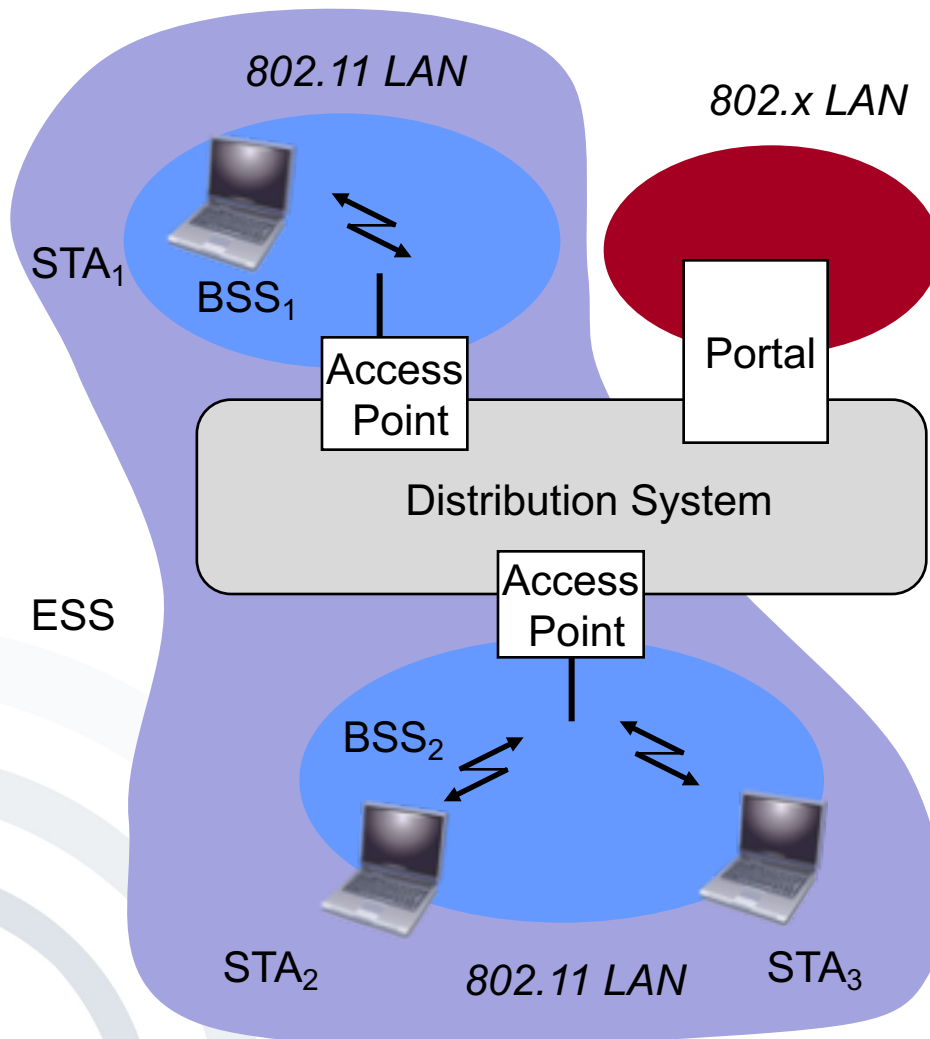 802.11 LAN
802.x LAN
STA₁
BSS₁
Access
Point
Portal
Distribution System
Access
Point
ESS
BSS₂
STA₂
802.11 LAN
STA₃